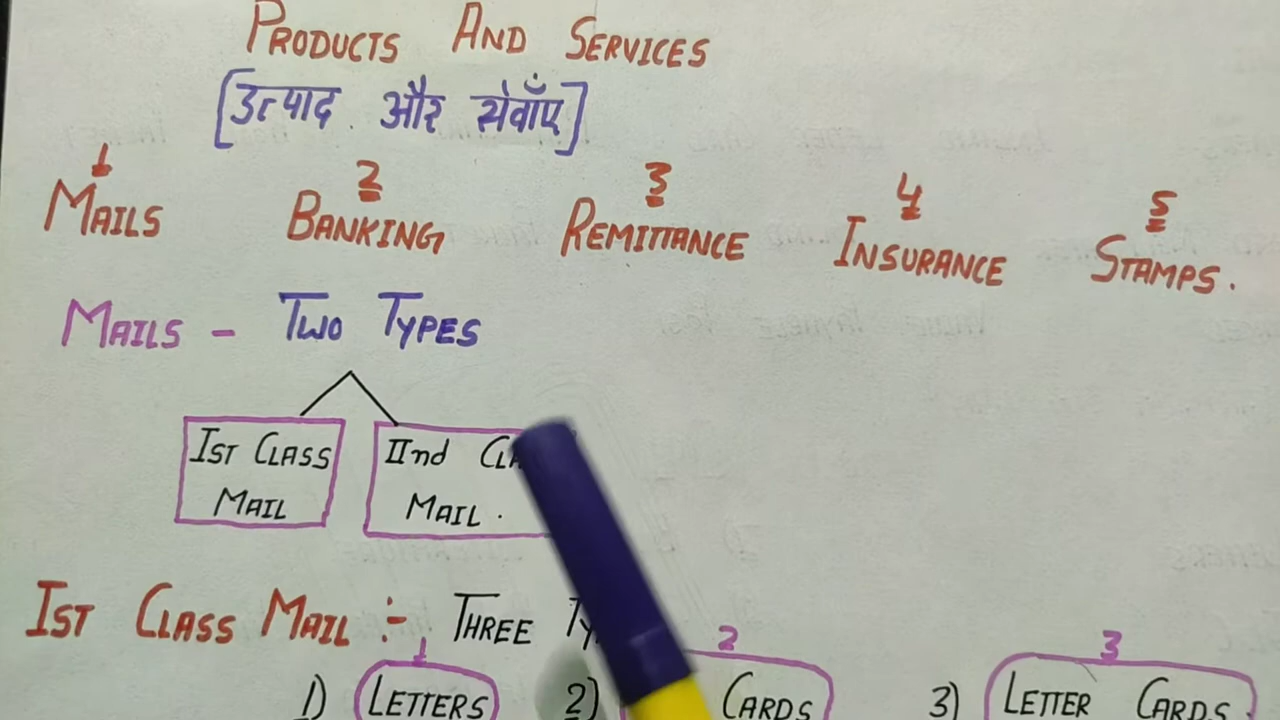 PRODUCTS AND SERVICES
[उत्पाद और सेवाएँ]
1 2 3 4 5
MAILS BANKING REMITTANCE INSURANCE STAMPS.
MAILS - TWO TYPES
IST CLASS IInd
MAIL MAIL.
IST CLASS MAIL :- THREE
1 2 3
1) LETTERS 2) CARDS 3) LETTER CARDS.